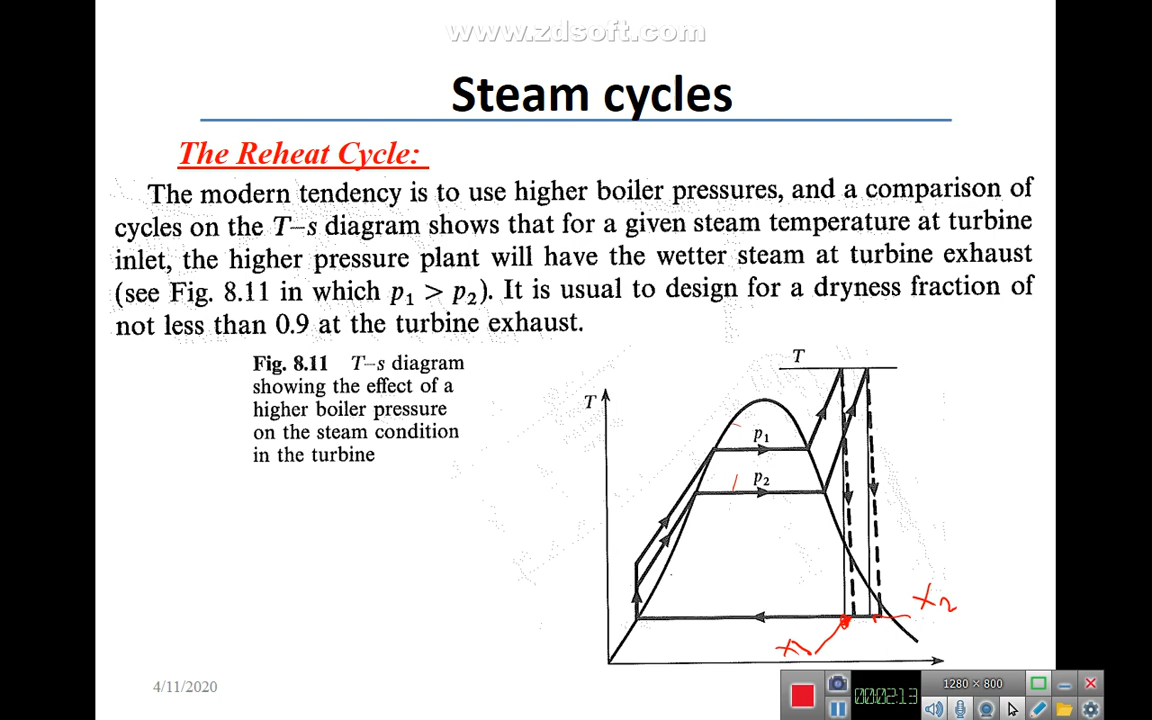 www.zdsoft.com
Steam cycles
The Reheat Cycle:
The modern tendency is to use higher boiler pressures, and a comparison of
cycles on the T–s diagram shows that for a given steam temperature at turbine
inlet, the higher pressure plant will have the wetter steam at turbine exhaust
(see Fig. 8.11 in which p₁ > p₂). It is usual to design for a dryness fraction of
not less than 0.9 at the turbine exhaust.
Fig. 8.11 T–s diagram
showing the effect of a
higher boiler pressure
on the steam condition
in the turbine
T
T
p₁
p₂
x₂
x₁
4/11/2020
1280 × 800
00:02:13